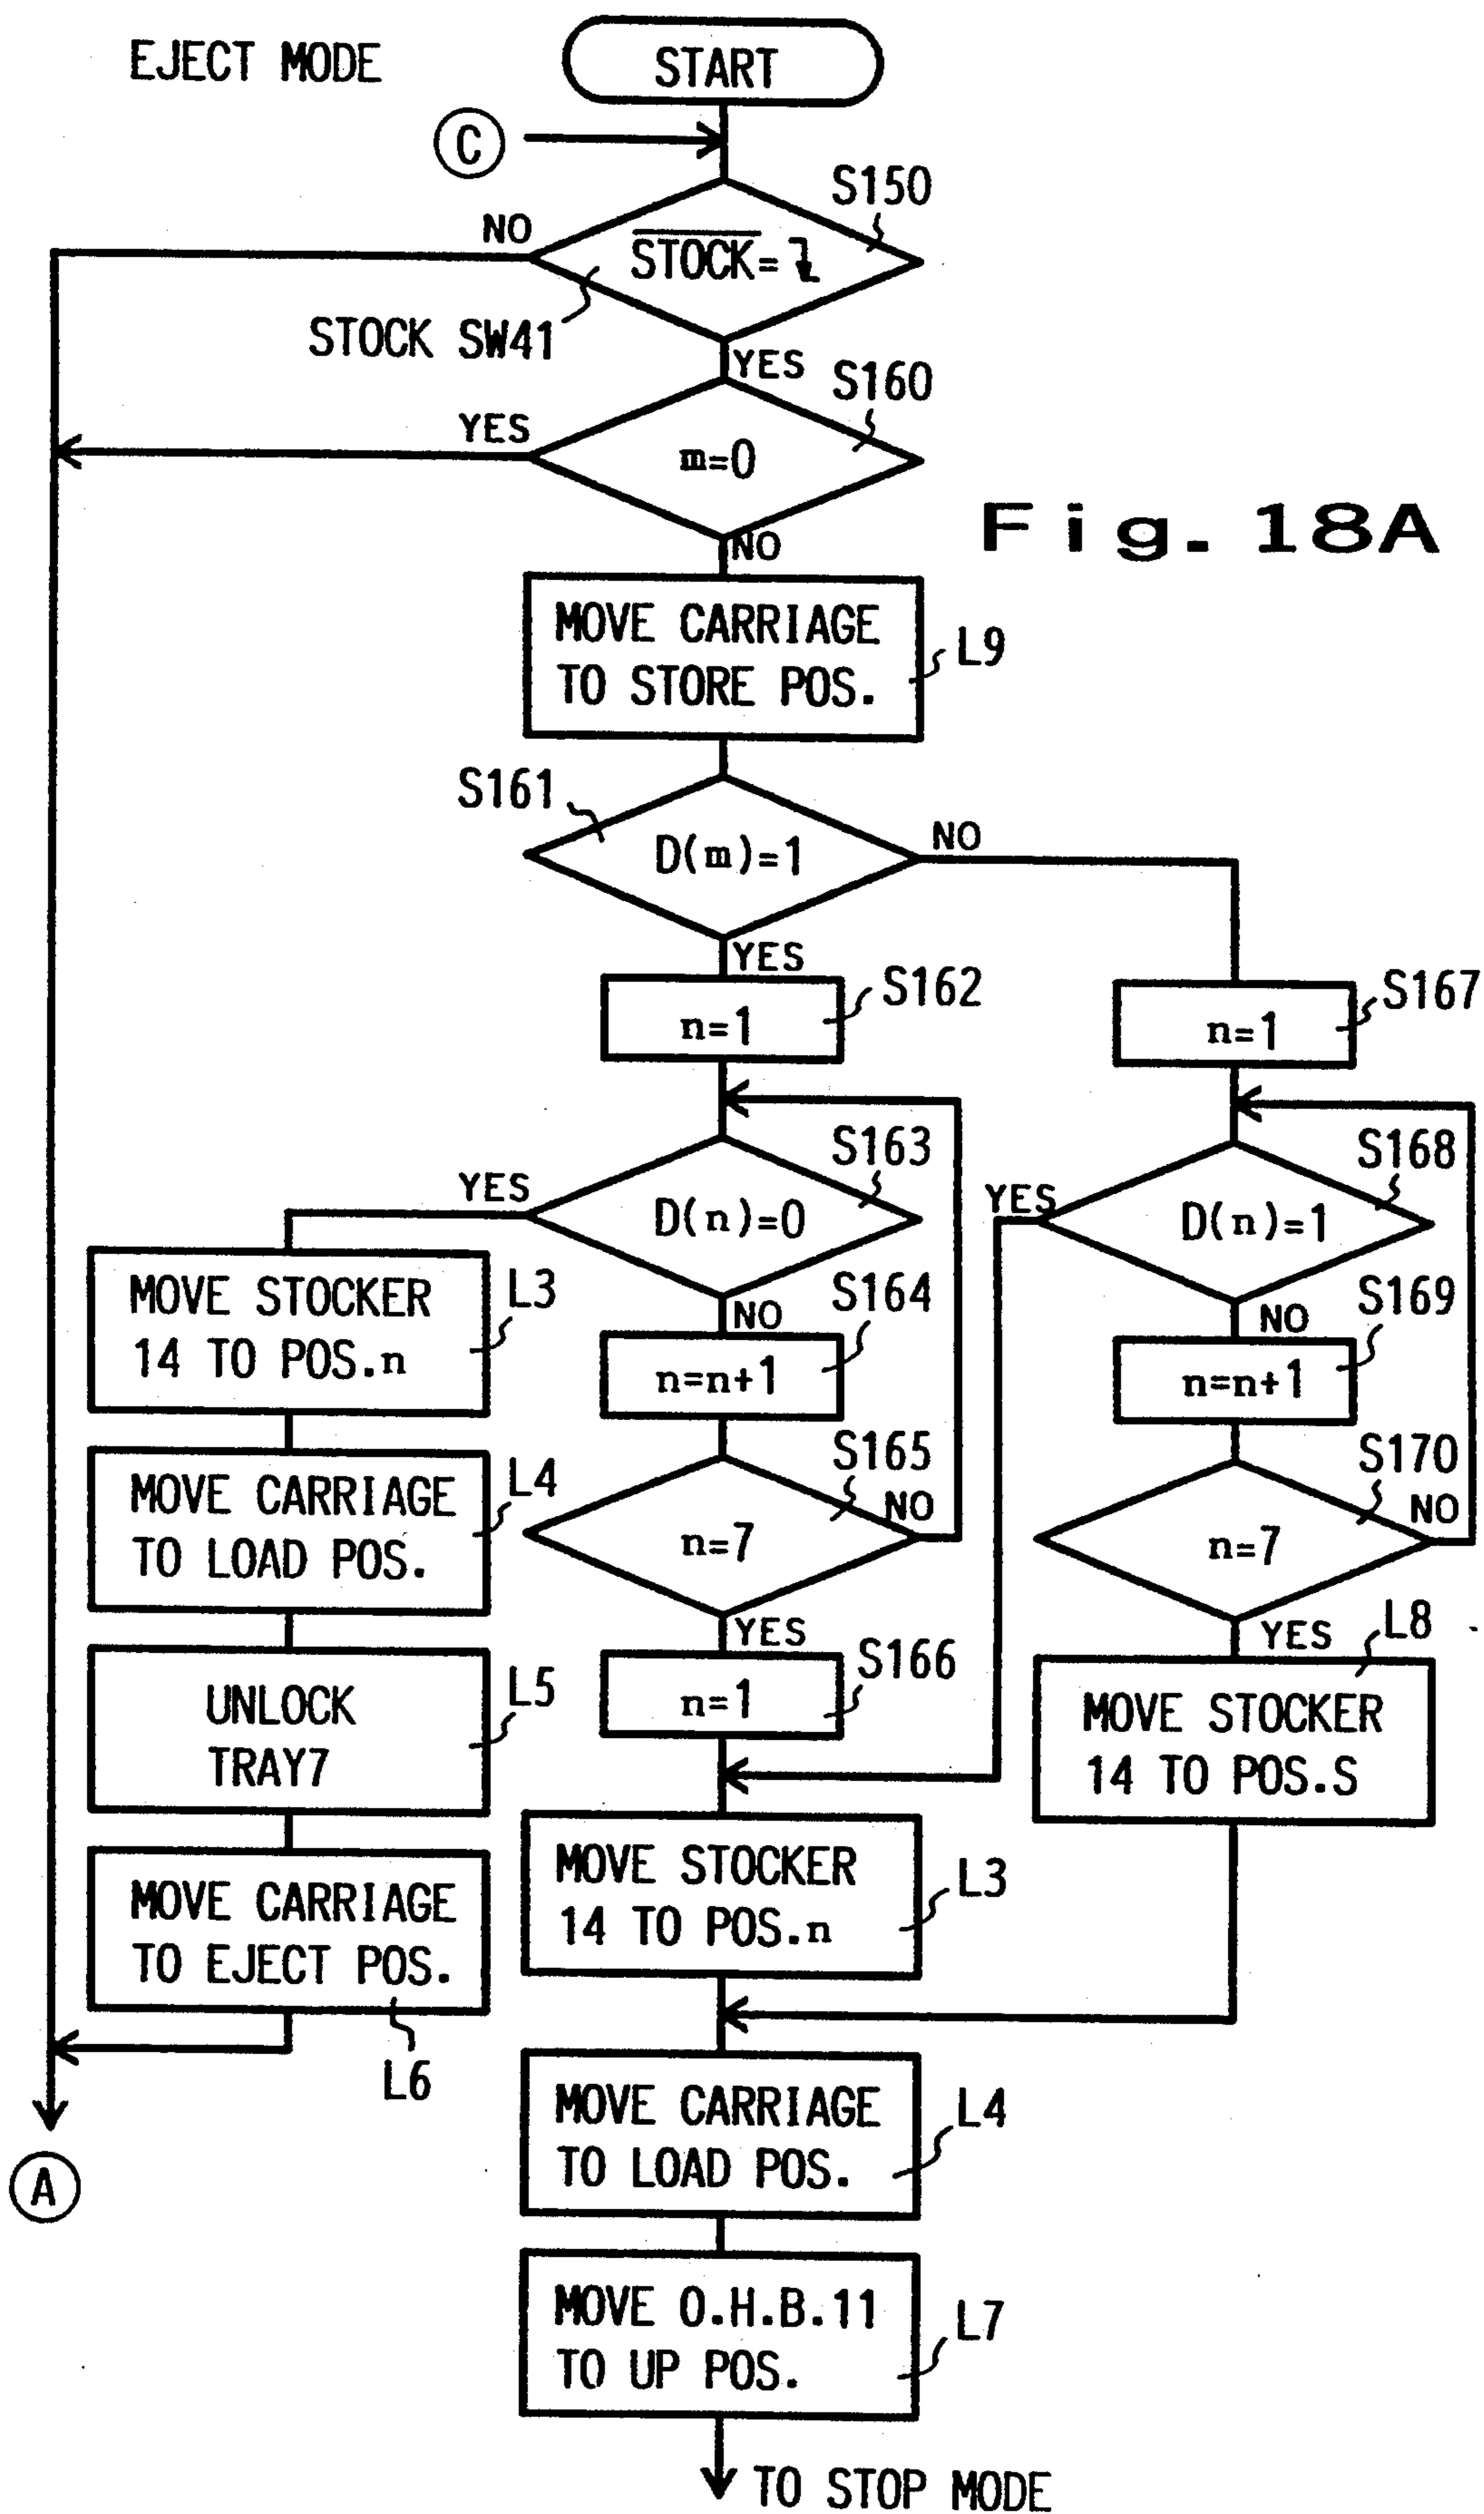 EJECT MODE
START
C
S150
NO
STOCK=
STOCK SW41
YES
S160
YES
m=0
Fig. 18A
NO
MOVE CARRIAGE
TO STORE POS.
L9
S161
D(m)=1
NO
YES
S162
n=1
S167
n=1
S163
YES
D(n)=0
S168
YES
D(n)=1
MOVE STOCKER
14 TO POS.n
L3
NO
S164
n=n+1
NO
S169
n=n+1
MOVE CARRIAGE
TO LOAD POS.
L4
S165
NO
n=7
S170
NO
n=7
YES
S166
n=1
YES
L8
MOVE STOCKER
14 TO POS.S
UNLOCK
TRAY7
L5
MOVE STOCKER
14 TO POS.n
L3
MOVE CARRIAGE
TO EJECT POS.
L6
A
MOVE CARRIAGE
TO LOAD POS.
L4
MOVE O.H.B.11
TO UP POS.
L7
TO STOP MODE